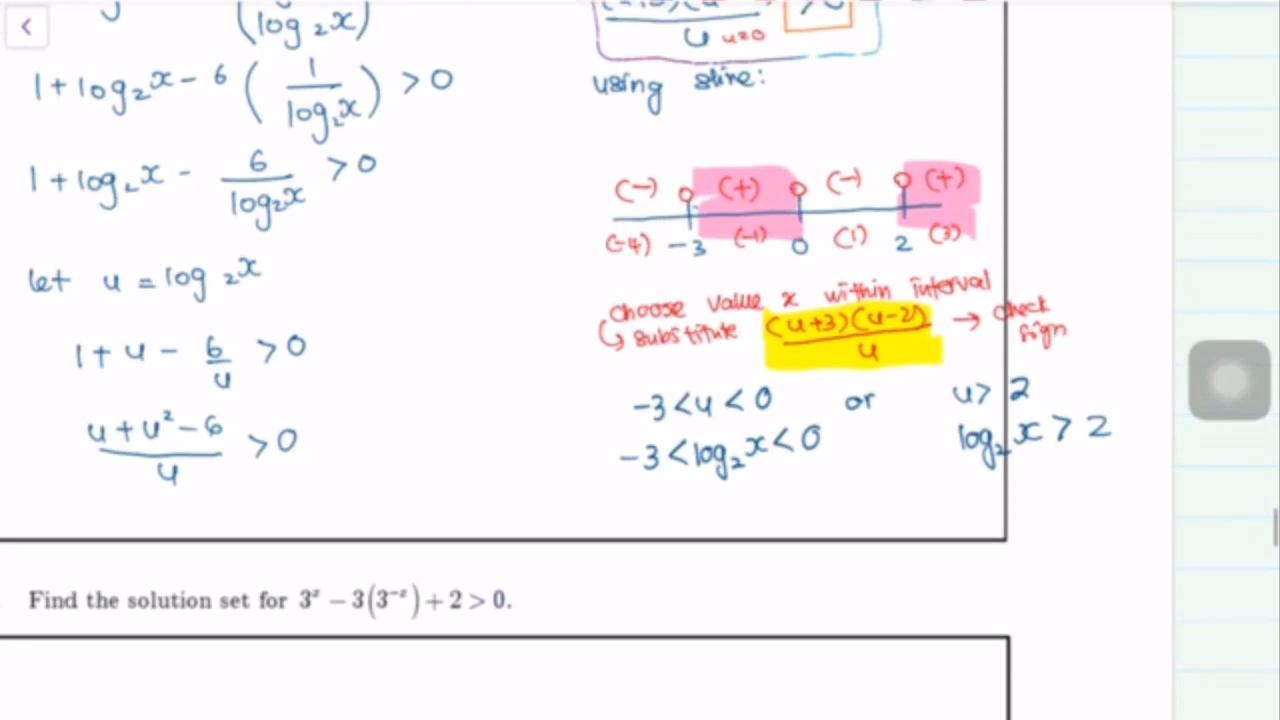 (log₂x)
1 + log₂x - 6 (1/log₂x) > 0
1 + log₂x - 6/log₂x > 0
let u = log₂x
1 + u - 6/u > 0
(u + u² - 6)/u > 0
u u=0
using sline:
(-) (+) (-) (+)
(-4) -3 (-1) 0 (1) 2 (3)
Choose value x within interval
↳ substitute (u+3)(u-2)/u → check sign
-3 < u < 0 or u > 2
-3 < log₂x < 0 log₂x > 2
Find the solution set for 3ˣ − 3(3⁻ˣ) + 2 > 0.